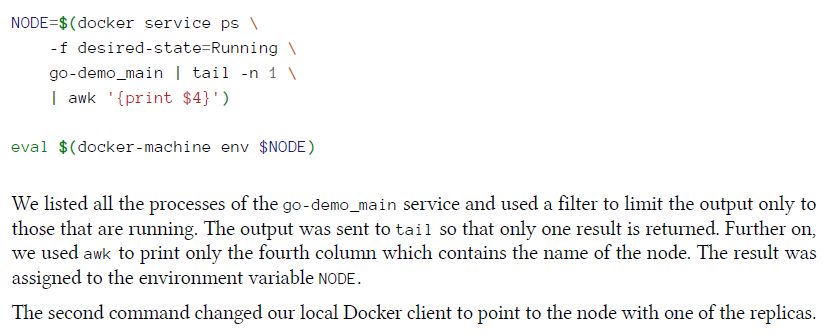 NODE=$(docker service ps \
    -f desired-state=Running \
    go-demo_main | tail -n 1 \
    | awk '{print $4}')

eval $(docker-machine env $NODE)

We listed all the processes of the go-demo_main service and used a filter to limit the output only to
those that are running. The output was sent to tail so that only one result is returned. Further on,
we used awk to print only the fourth column which contains the name of the node. The result was
assigned to the environment variable NODE.
The second command changed our local Docker client to point to the node with one of the replicas.